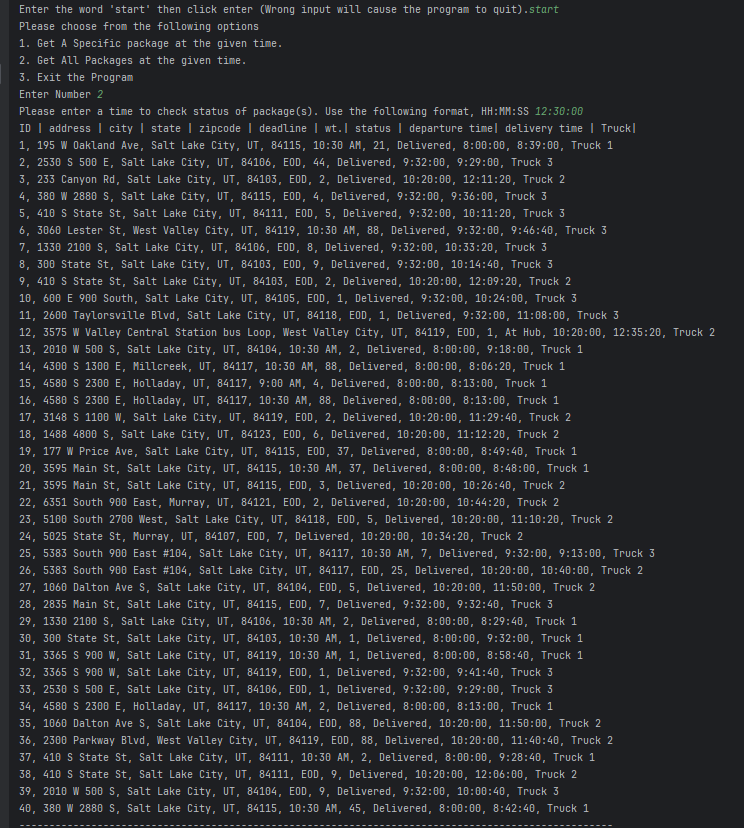 Enter the word 'start' then click enter (Wrong input will cause the program to quit).start
Please choose from the following options
1. Get A Specific package at the given time.
2. Get All Packages at the given time.
3. Exit the Program
Enter Number 2
Please enter a time to check status of package(s). Use the following format, HH:MM:SS 12:30:00
ID | address | city | state | zipcode | deadline | wt.| status | departure time| delivery time | Truck|
1, 195 W Oakland Ave, Salt Lake City, UT, 84115, 10:30 AM, 21, Delivered, 8:00:00, 8:39:00, Truck 1
2, 2530 S 500 E, Salt Lake City, UT, 84106, EOD, 44, Delivered, 9:32:00, 9:29:00, Truck 3
3, 233 Canyon Rd, Salt Lake City, UT, 84103, EOD, 2, Delivered, 10:20:00, 12:11:20, Truck 2
4, 380 W 2880 S, Salt Lake City, UT, 84115, EOD, 4, Delivered, 9:32:00, 9:36:00, Truck 3
5, 410 S State St, Salt Lake City, UT, 84111, EOD, 5, Delivered, 9:32:00, 10:11:20, Truck 3
6, 3060 Lester St, West Valley City, UT, 84119, 10:30 AM, 88, Delivered, 9:32:00, 9:46:40, Truck 3
7, 1330 2100 S, Salt Lake City, UT, 84106, EOD, 8, Delivered, 9:32:00, 10:33:20, Truck 3
8, 300 State St, Salt Lake City, UT, 84103, EOD, 9, Delivered, 9:32:00, 10:14:40, Truck 3
9, 410 S State St, Salt Lake City, UT, 84103, EOD, 2, Delivered, 10:20:00, 12:09:20, Truck 2
10, 600 E 900 South, Salt Lake City, UT, 84105, EOD, 1, Delivered, 9:32:00, 10:24:00, Truck 3
11, 2600 Taylorsville Blvd, Salt Lake City, UT, 84118, EOD, 1, Delivered, 9:32:00, 11:08:00, Truck 3
12, 3575 W Valley Central Station bus Loop, West Valley City, UT, 84119, EOD, 1, At Hub, 10:20:00, 12:35:20, Truck 2
13, 2010 W 500 S, Salt Lake City, UT, 84104, 10:30 AM, 2, Delivered, 8:00:00, 9:18:00, Truck 1
14, 4300 S 1300 E, Millcreek, UT, 84117, 10:30 AM, 88, Delivered, 8:00:00, 8:06:20, Truck 1
15, 4580 S 2300 E, Holladay, UT, 84117, 9:00 AM, 4, Delivered, 8:00:00, 8:13:00, Truck 1
16, 4580 S 2300 E, Holladay, UT, 84117, 10:30 AM, 88, Delivered, 8:00:00, 8:13:00, Truck 1
17, 3148 S 1100 W, Salt Lake City, UT, 84119, EOD, 2, Delivered, 10:20:00, 11:29:40, Truck 2
18, 1488 4800 S, Salt Lake City, UT, 84123, EOD, 6, Delivered, 10:20:00, 11:12:20, Truck 2
19, 177 W Price Ave, Salt Lake City, UT, 84115, EOD, 37, Delivered, 8:00:00, 8:49:40, Truck 1
20, 3595 Main St, Salt Lake City, UT, 84115, 10:30 AM, 37, Delivered, 8:00:00, 8:48:00, Truck 1
21, 3595 Main St, Salt Lake City, UT, 84115, EOD, 3, Delivered, 10:20:00, 10:26:40, Truck 2
22, 6351 South 900 East, Murray, UT, 84121, EOD, 2, Delivered, 10:20:00, 10:44:20, Truck 2
23, 5100 South 2700 West, Salt Lake City, UT, 84118, EOD, 5, Delivered, 10:20:00, 11:10:20, Truck 2
24, 5025 State St, Murray, UT, 84107, EOD, 7, Delivered, 10:20:00, 10:34:20, Truck 2
25, 5383 South 900 East #104, Salt Lake City, UT, 84117, 10:30 AM, 7, Delivered, 9:32:00, 9:13:00, Truck 3
26, 5383 South 900 East #104, Salt Lake City, UT, 84117, EOD, 25, Delivered, 10:20:00, 10:40:00, Truck 2
27, 1060 Dalton Ave S, Salt Lake City, UT, 84104, EOD, 5, Delivered, 10:20:00, 11:50:00, Truck 2
28, 2835 Main St, Salt Lake City, UT, 84115, EOD, 7, Delivered, 9:32:00, 9:32:40, Truck 3
29, 1330 2100 S, Salt Lake City, UT, 84106, 10:30 AM, 2, Delivered, 8:00:00, 8:29:40, Truck 1
30, 300 State St, Salt Lake City, UT, 84103, 10:30 AM, 1, Delivered, 8:00:00, 9:32:00, Truck 1
31, 3365 S 900 W, Salt Lake City, UT, 84119, 10:30 AM, 1, Delivered, 8:00:00, 8:58:40, Truck 1
32, 3365 S 900 W, Salt Lake City, UT, 84119, EOD, 1, Delivered, 9:32:00, 9:41:40, Truck 3
33, 2530 S 500 E, Salt Lake City, UT, 84106, EOD, 1, Delivered, 9:32:00, 9:29:00, Truck 3
34, 4580 S 2300 E, Holladay, UT, 84117, 10:30 AM, 2, Delivered, 8:00:00, 8:13:00, Truck 1
35, 1060 Dalton Ave S, Salt Lake City, UT, 84104, EOD, 88, Delivered, 10:20:00, 11:50:00, Truck 2
36, 2300 Parkway Blvd, West Valley City, UT, 84119, EOD, 88, Delivered, 10:20:00, 11:40:40, Truck 2
37, 410 S State St, Salt Lake City, UT, 84111, 10:30 AM, 2, Delivered, 8:00:00, 9:28:40, Truck 1
38, 410 S State St, Salt Lake City, UT, 84111, EOD, 9, Delivered, 10:20:00, 12:06:00, Truck 2
39, 2010 W 500 S, Salt Lake City, UT, 84104, EOD, 9, Delivered, 9:32:00, 10:00:40, Truck 3
40, 380 W 2880 S, Salt Lake City, UT, 84115, 10:30 AM, 45, Delivered, 8:00:00, 8:42:40, Truck 1
---------------------------------------------------------------------------------------------------